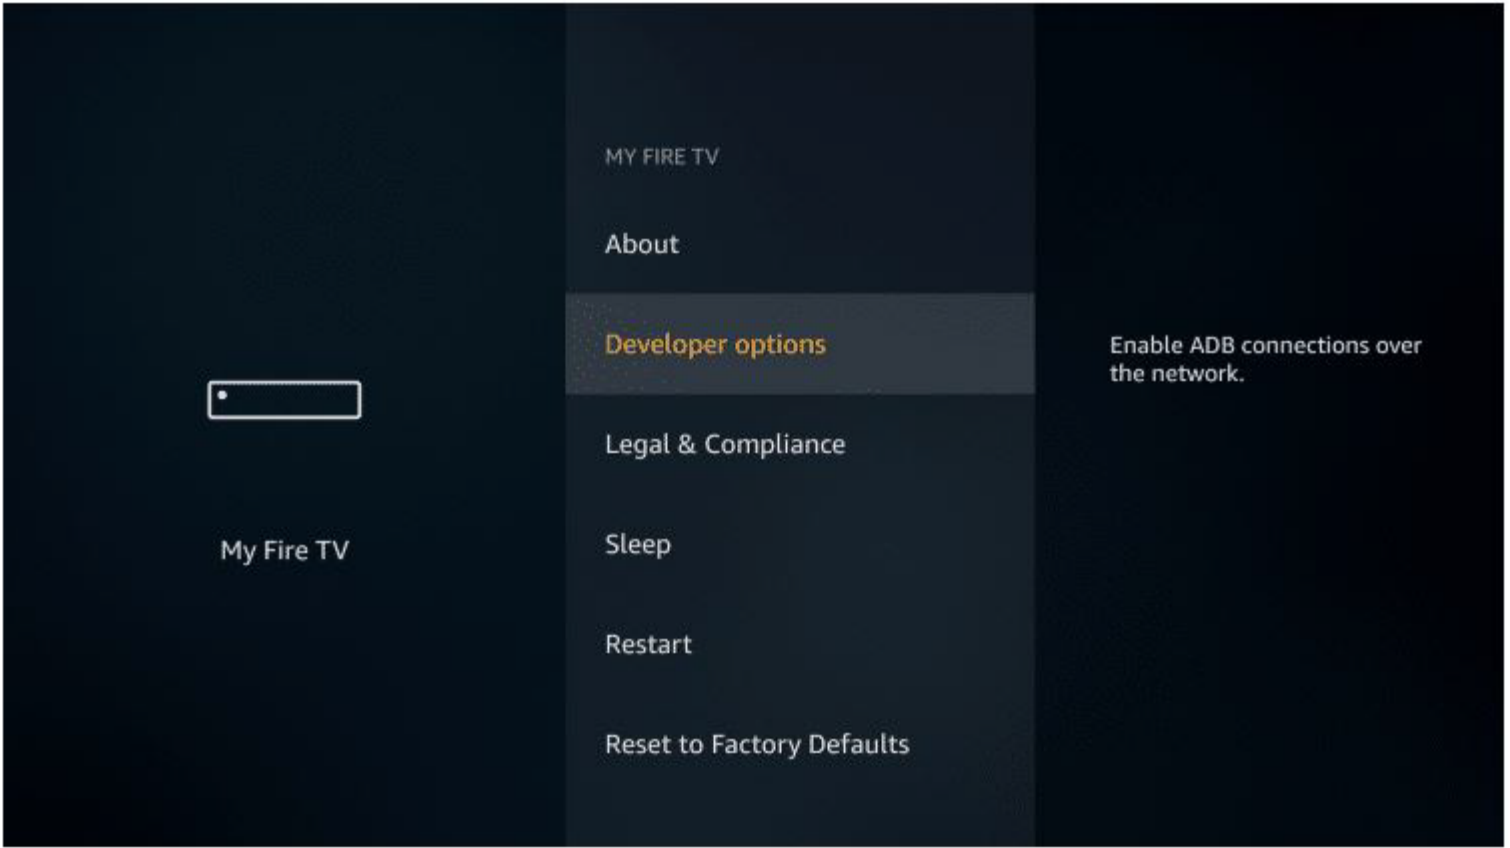 MY FIRE TV
About
Developer options
Enable ADB connections over
the network.
Legal & Compliance
My Fire TV
Sleep
Restart
Reset to Factory Defaults